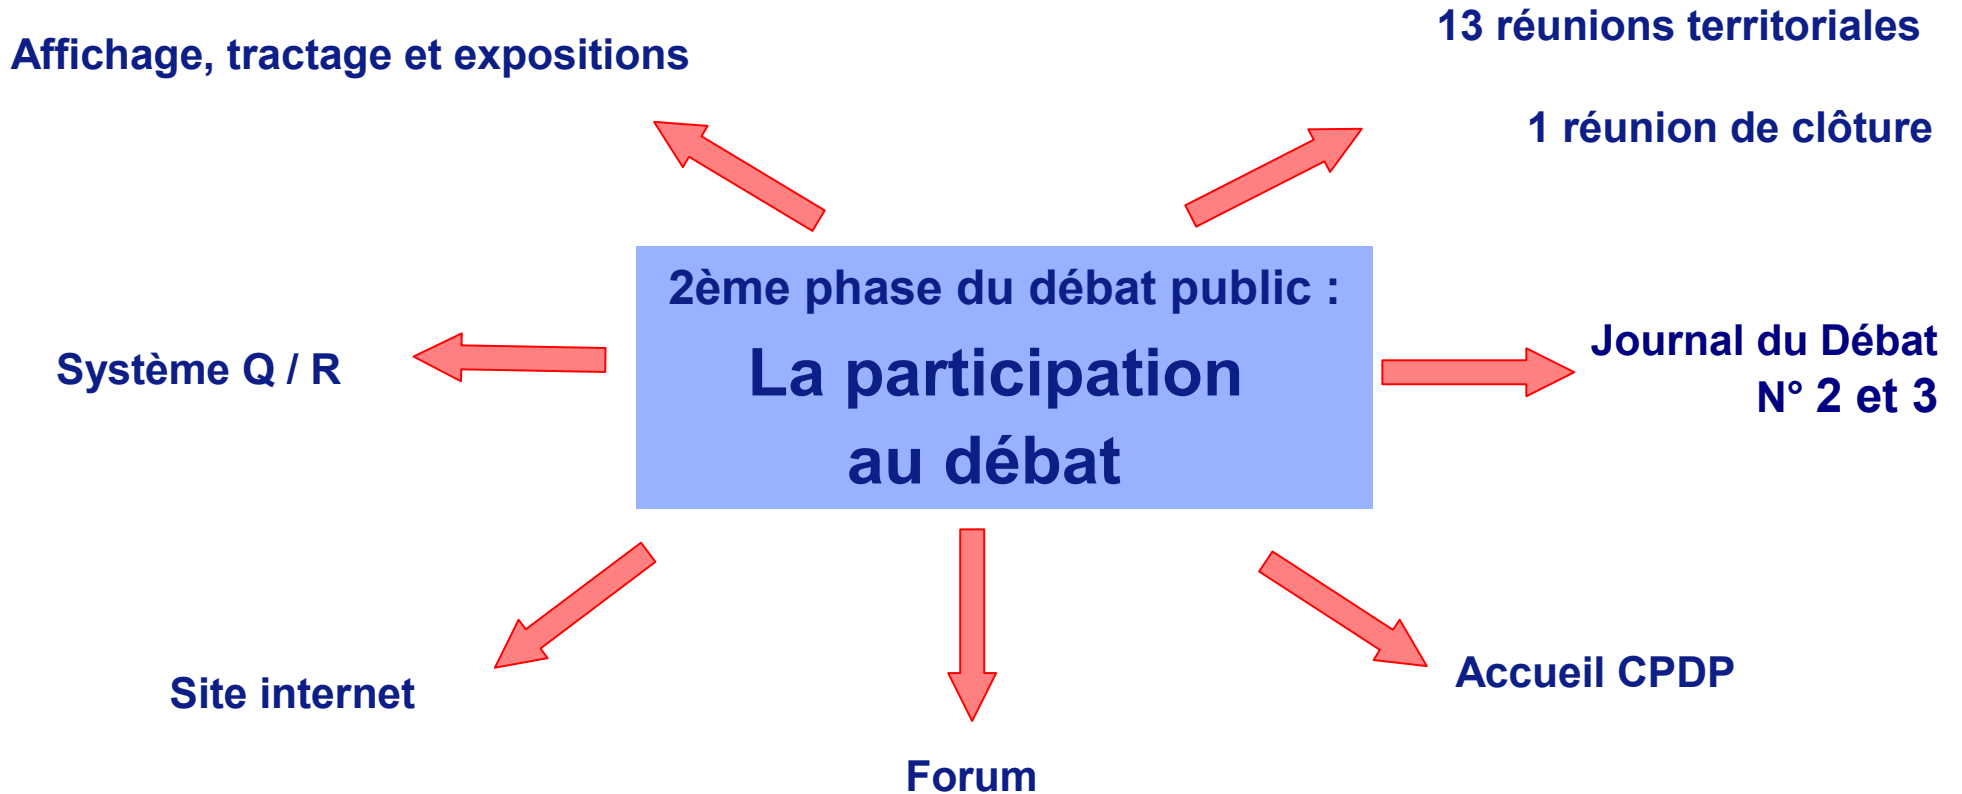 13 réunions territoriales
Affichage, tractage et expositions
1 réunion de clôture
2ème phase du débat public :
La participation
au débat
Système Q / R
Journal du Débat
N° 2 et 3
Site internet
Accueil CPDP
Forum